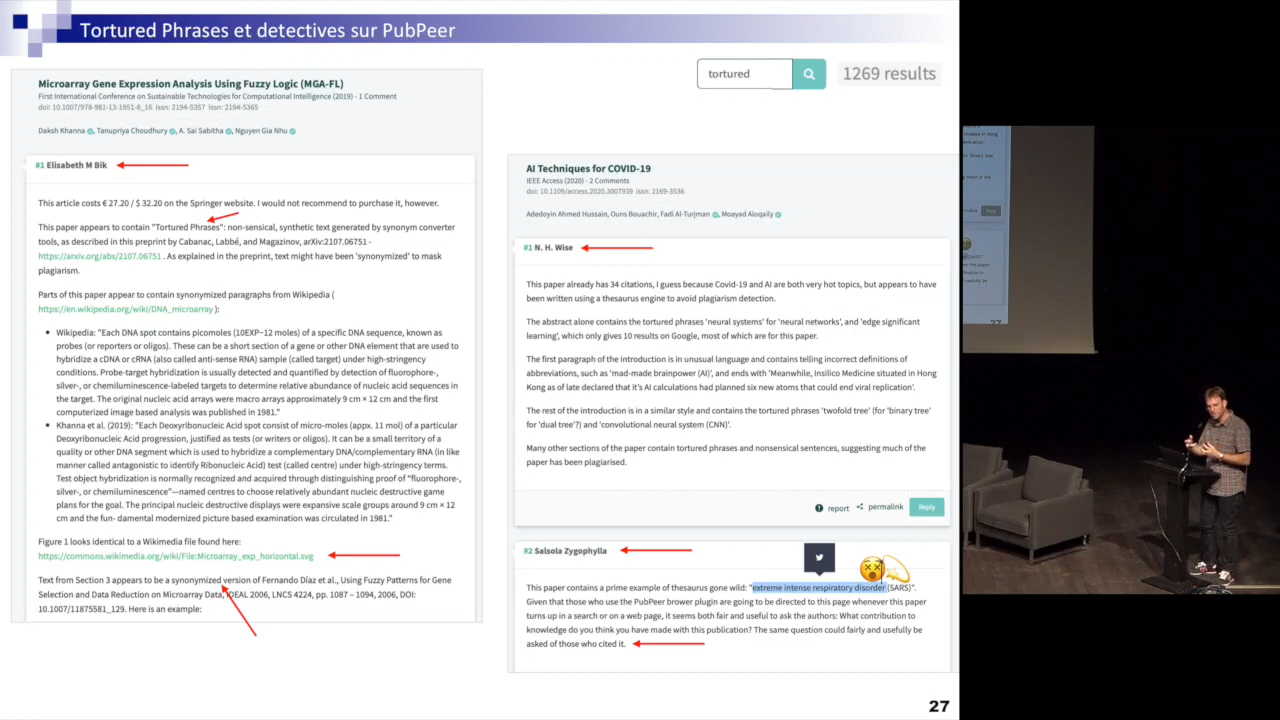 Tortured Phrases et detectives sur PubPeer
tortured
1269 results
Microarray Gene Expression Analysis Using Fuzzy Logic (MGA-FL)
First International Conference on Sustainable Technologies for Computational Intelligence (2019) - 1 Comment
doi: 10.1007/978-981-13-1951-8_16 issn: 2194-5357 issn: 2194-5365
Daksh Khanna, Tanupriya Choudhury, A. Sai Sabitha, Nguyen Gia Nhu
#1 Elisabeth M Bik
This article costs € 27.20 / $ 32.20 on the Springer website. I would not recommend to purchase it, however.
This paper appears to contain "Tortured Phrases": non-sensical, synthetic text generated by synonym converter
tools, as described in this preprint by Cabanac, Labbé, and Magazinov, arXiv:2107.06751 -
https://arxiv.org/abs/2107.06751 . As explained in the preprint, text might have been 'synonymized' to mask
plagiarism.
Parts of this paper appear to contain synonymized paragraphs from Wikipedia (
https://en.wikipedia.org/wiki/DNA_microarray ):
• Wikipedia: "Each DNA spot contains picomoles (10EXP−12 moles) of a specific DNA sequence, known as
probes (or reporters or oligos). These can be a short section of a gene or other DNA element that are used to
hybridize a cDNA or cRNA (also called anti-sense RNA) sample (called target) under high-stringency
conditions. Probe-target hybridization is usually detected and quantified by detection of fluorophore-,
silver-, or chemiluminescence-labeled targets to determine relative abundance of nucleic acid sequences in
the target. The original nucleic acid arrays were macro arrays approximately 9 cm × 12 cm and the first
computerized image based analysis was published in 1981."
• Khanna et al. (2019): "Each Deoxyribonucleic Acid spot consist of micro-moles (appx. 11 mol) of a particular
Deoxyribonucleic Acid progression, justified as tests (or writers or oligos). It can be a small territory of a
quality or other DNA segment which is used to hybridize a complementary DNA/complementary RNA (in like
manner called antagonistic to identify Ribonucleic Acid) test (called centre) under high-stringency terms.
Test object hybridization is normally recognized and acquired through distinguishing proof of "fluorophore-,
silver-, or chemiluminescence"—named centres to choose relatively abundant nucleic destructive game
plans for the goal. The principal nucleic destructive displays were expansive scale groups around 9 cm × 12
cm and the fun- damental modernized picture based examination was circulated in 1981."
Figure 1 looks identical to a Wikimedia file found here:
https://commons.wikimedia.org/wiki/File:Microarray_exp_horizontal.svg
Text from Section 3 appears to be a synonymized version of Fernando Díaz et al., Using Fuzzy Patterns for Gene
Selection and Data Reduction on Microarray Data, IDEAL 2006, LNCS 4224, pp. 1087 – 1094, 2006, DOI:
10.1007/11875581_129. Here is an example:
AI Techniques for COVID-19
IEEE Access (2020) - 2 Comments
doi: 10.1109/access.2020.3007939 issn: 2169-3536
Adedoyin Ahmed Hussain, Ouns Bouachir, Fadi Al-Turjman, Moayad Aloqaily
#1 N. H. Wise
This paper already has 34 citations, I guess because Covid-19 and AI are both very hot topics, but appears to have
been written using a thesaurus engine to avoid plagiarism detection.
The abstract alone contains the tortured phrases 'neural systems' for 'neural networks', and 'edge significant
learning', which only gives 10 results on Google, most of which are for this paper.
The first paragraph of the introduction is in unusual language and contains telling incorrect definitions of
abbreviations, such as 'mad-made brainpower (AI)', and ends with 'Meanwhile, Insilico Medicine situated in Hong
Kong as of late declared that it's AI calculations had planned six new atoms that could end viral replication'.
The rest of the introduction is in a similar style and contains the tortured phrases 'twofold tree' (for 'binary tree'
for 'dual tree'?) and 'convolutional neural system (CNN)'.
Many other sections of the paper contain tortured phrases and nonsensical sentences, suggesting much of the
paper has been plagiarised.
report permalink Reply
#2 Salsola Zygophylla
This paper contains a prime example of thesaurus gone wild: "extreme intense respiratory disorder (SARS)".
Given that those who use the PubPeer brower plugin are going to be directed to this page whenever this paper
turns up in a search or on a web page, it seems both fair and useful to ask the authors: What contribution to
knowledge do you think you have made with this publication? The same question could fairly and usefully be
asked of those who cited it.
27